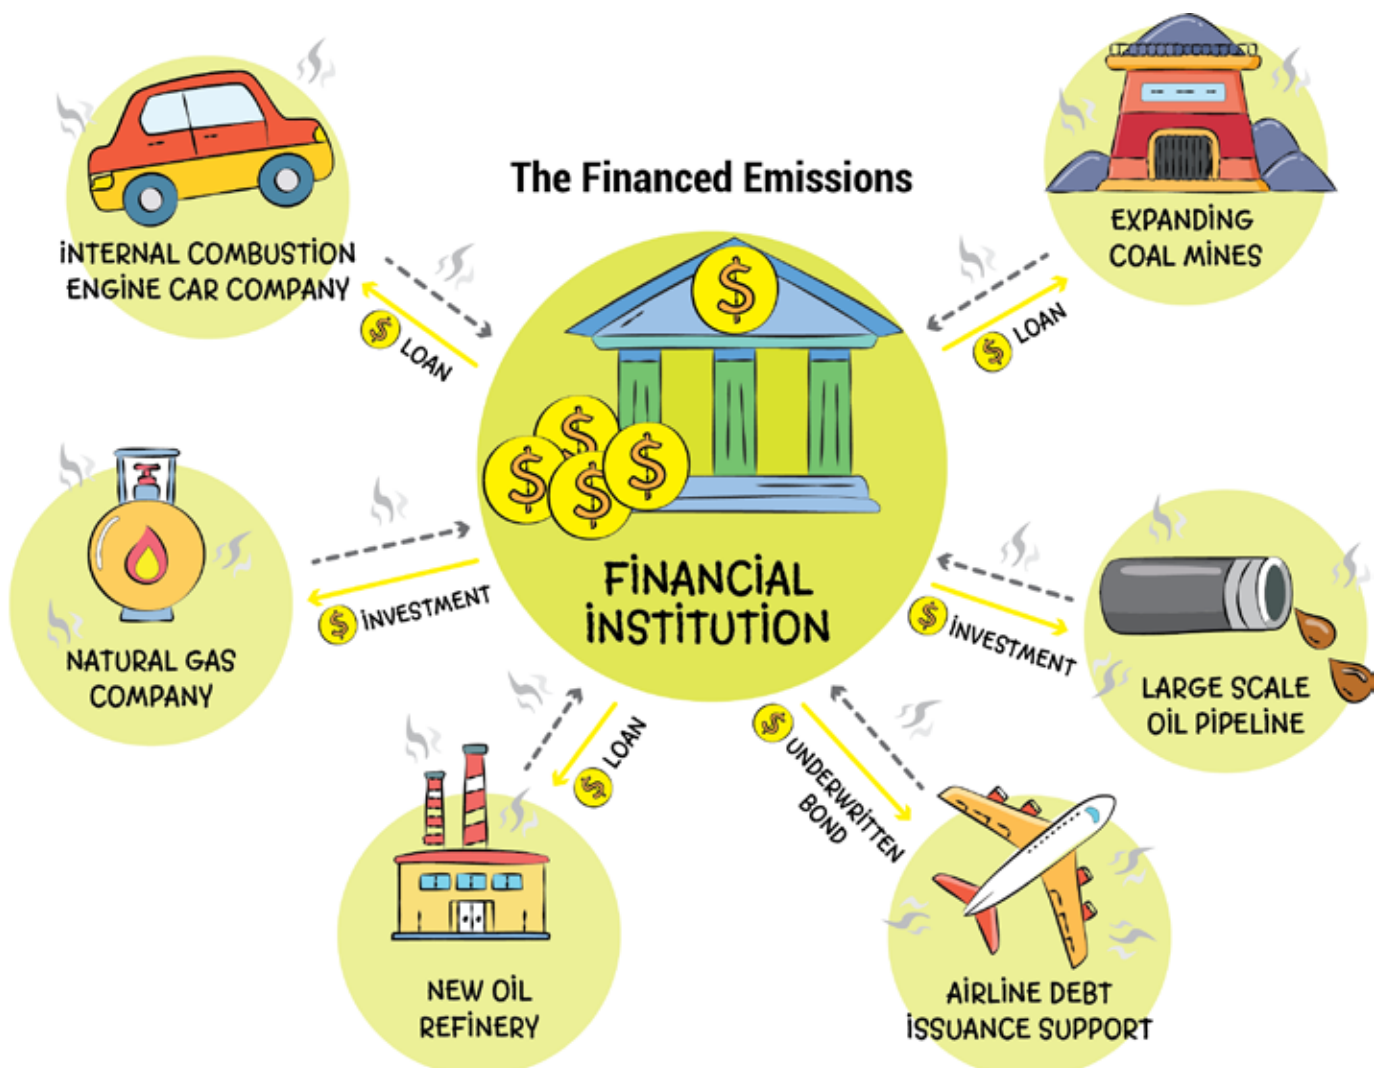 The Financed Emissions
INTERNAL COMBUSTION
ENGINE CAR COMPANY
$ LOAN
EXPANDING
COAL MINES
$ LOAN
$
$
$
$
$
FINANCIAL
INSTITUTION
NATURAL GAS
COMPANY
$ INVESTMENT
LARGE SCALE
OIL PIPELINE
$ INVESTMENT
NEW OIL
REFINERY
$ LOAN
AIRLINE DEBT
ISSUANCE SUPPORT
$ UNDERWRITTEN
BOND